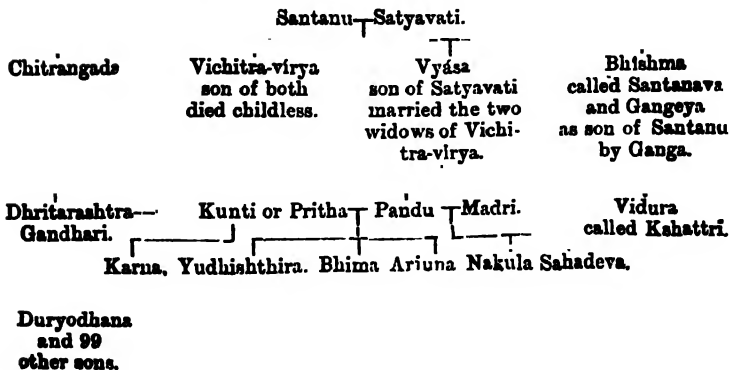 Santanu Satyavati.
Chitrangada Vichitra-virya Vyása Bhishma
son of both son of Satyavati called Santanava
died childless. married the two and Gangeya
widows of Vichi- as son of Santanu
tra-virya. by Ganga.
Dhritarashtra— Kunti or Pritha Pandu Madri. Vidura
Gandhari. called Kshattri.
Karna, Yudhishthira. Bhima Arjuna Nakula Sahadeva.
Duryodhana
and 99
other sons.